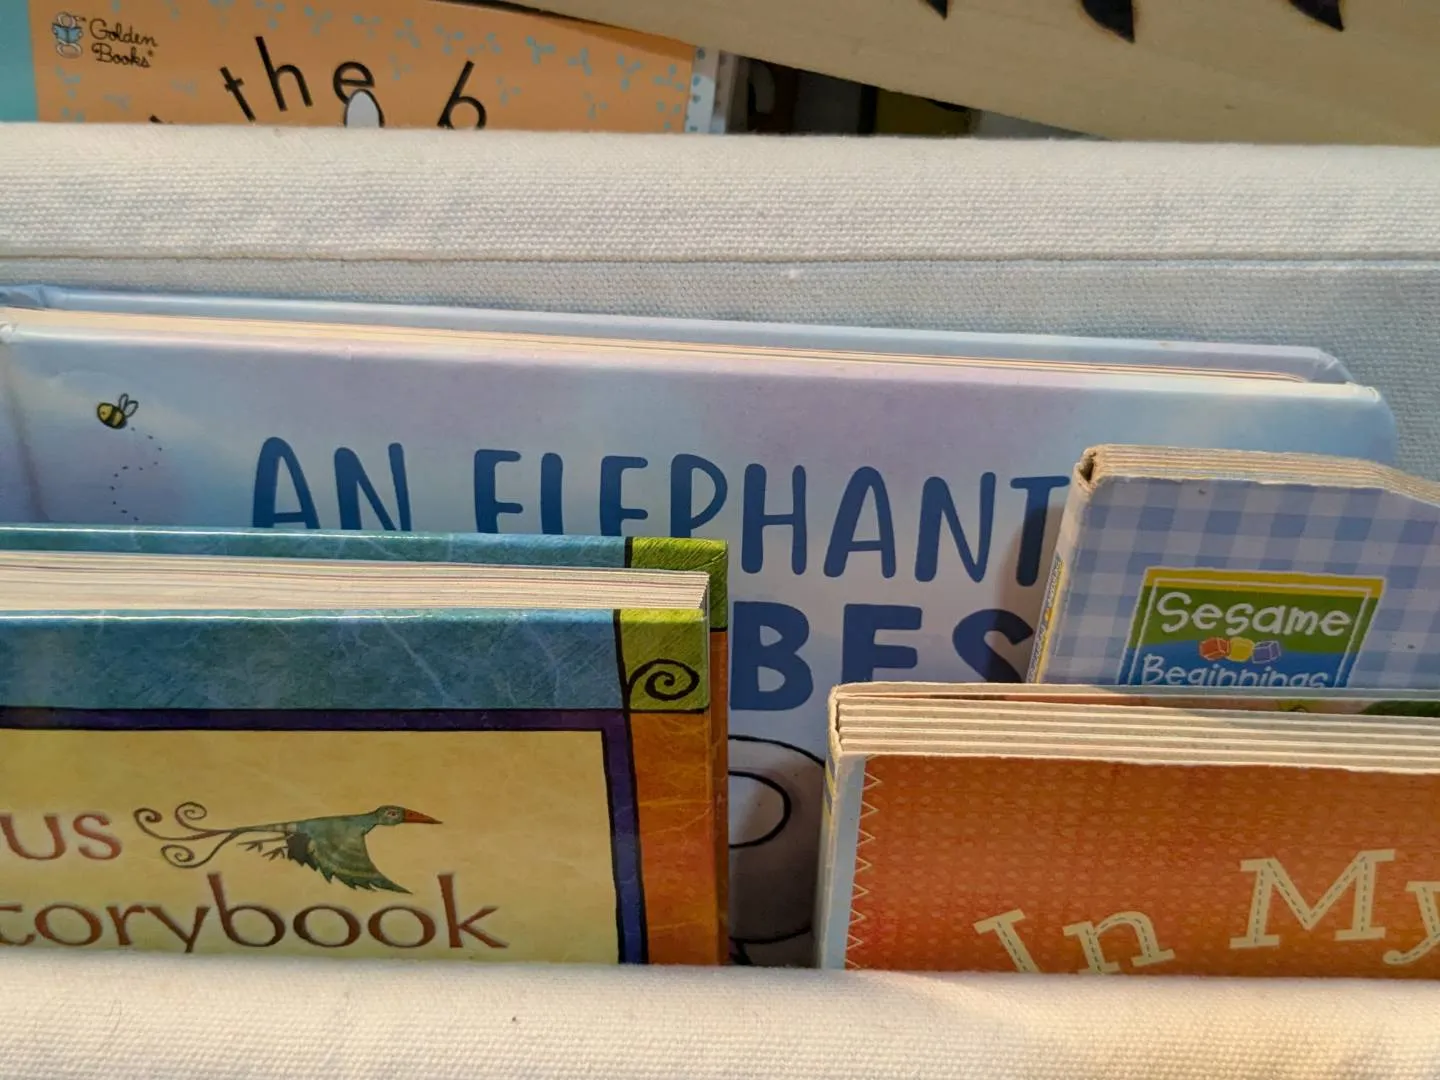 Golden
Books
the b
AN ELEPHANT
BES
Sesame
Beginnings
us
torybook
In My